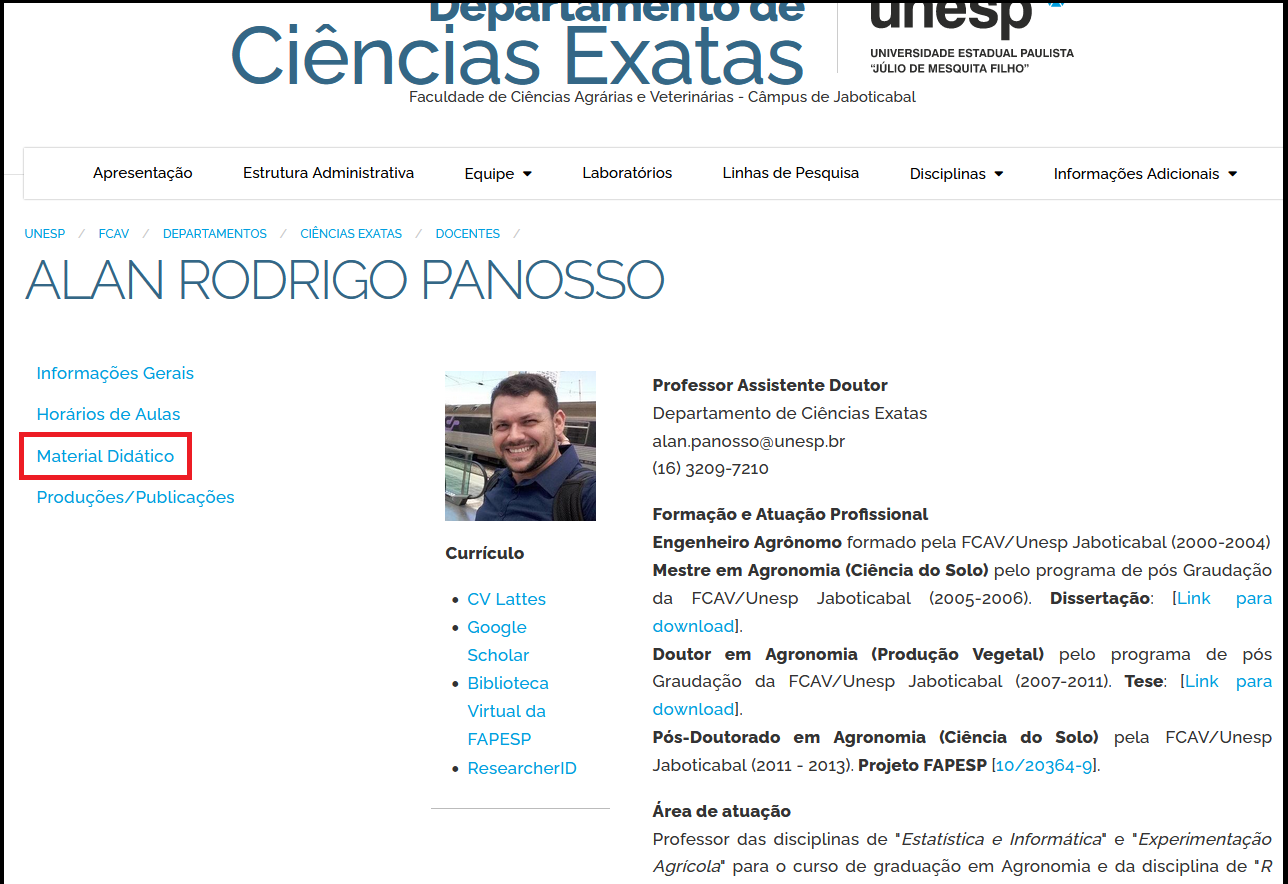 Departamento de
Ciências Exatas
Faculdade de Ciências Agrárias e Veterinárias - Câmpus de Jaboticabal
unesp
UNIVERSIDADE ESTADUAL PAULISTA
"JÚLIO DE MESQUITA FILHO"
Apresentação Estrutura Administrativa Equipe Laboratórios Linhas de Pesquisa Disciplinas Informações Adicionais
UNESP / FCAV / DEPARTAMENTOS / CIÊNCIAS EXATAS / DOCENTES /
ALAN RODRIGO PANOSSO
Informações Gerais
Horários de Aulas
Material Didático
Produções/Publicações
Currículo
• CV Lattes
• Google
Scholar
• Biblioteca
Virtual da
FAPESP
• ResearcherID
Professor Assistente Doutor
Departamento de Ciências Exatas
alan.panosso@unesp.br
(16) 3209-7210
Formação e Atuação Profissional
Engenheiro Agrônomo formado pela FCAV/Unesp Jaboticabal (2000-2004)
Mestre em Agronomia (Ciência do Solo) pelo programa de pós Graudação
da FCAV/Unesp Jaboticabal (2005-2006). Dissertação: [Link para
download].
Doutor em Agronomia (Produção Vegetal) pelo programa de pós
Graudação da FCAV/Unesp Jaboticabal (2007-2011). Tese: [Link para
download].
Pós-Doutorado em Agronomia (Ciência do Solo) pela FCAV/Unesp
Jaboticabal (2011 - 2013). Projeto FAPESP [10/20364-9].
Área de atuação
Professor das disciplinas de "Estatística e Informática" e "Experimentação
Agrícola" para o curso de graduação em Agronomia e da disciplina de "R